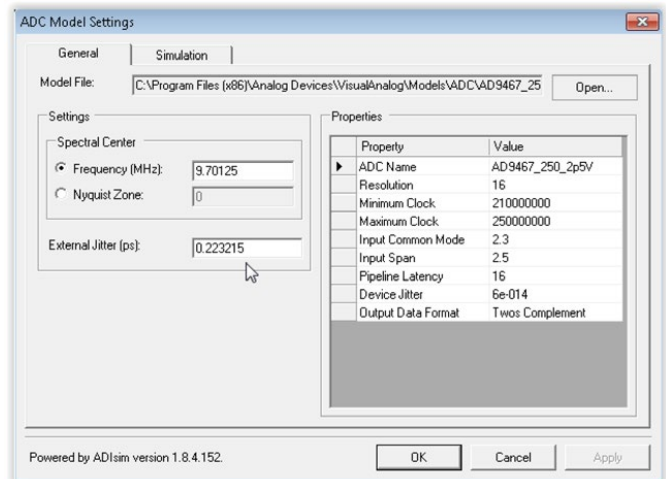 ADC Model Settings
General Simulation
Model File: C:\Program Files (x86)\Analog Devices\VisualAnalog\Models\ADC\AD9467_25 Open...
Settings
Spectral Center
Frequency (MHz): 9.70125
Nyquist Zone: 0
External Jitter (ps): 0.223215
Properties
Property Value
ADC Name AD9467_250_2p5V
Resolution 16
Minimum Clock 210000000
Maximum Clock 250000000
Input Common Mode 2.3
Input Span 2.5
Pipeline Latency 16
Device Jitter 6e-014
Output Data Format Twos Complement
Powered by ADIsim version 1.8.4.152.
OK Cancel Apply